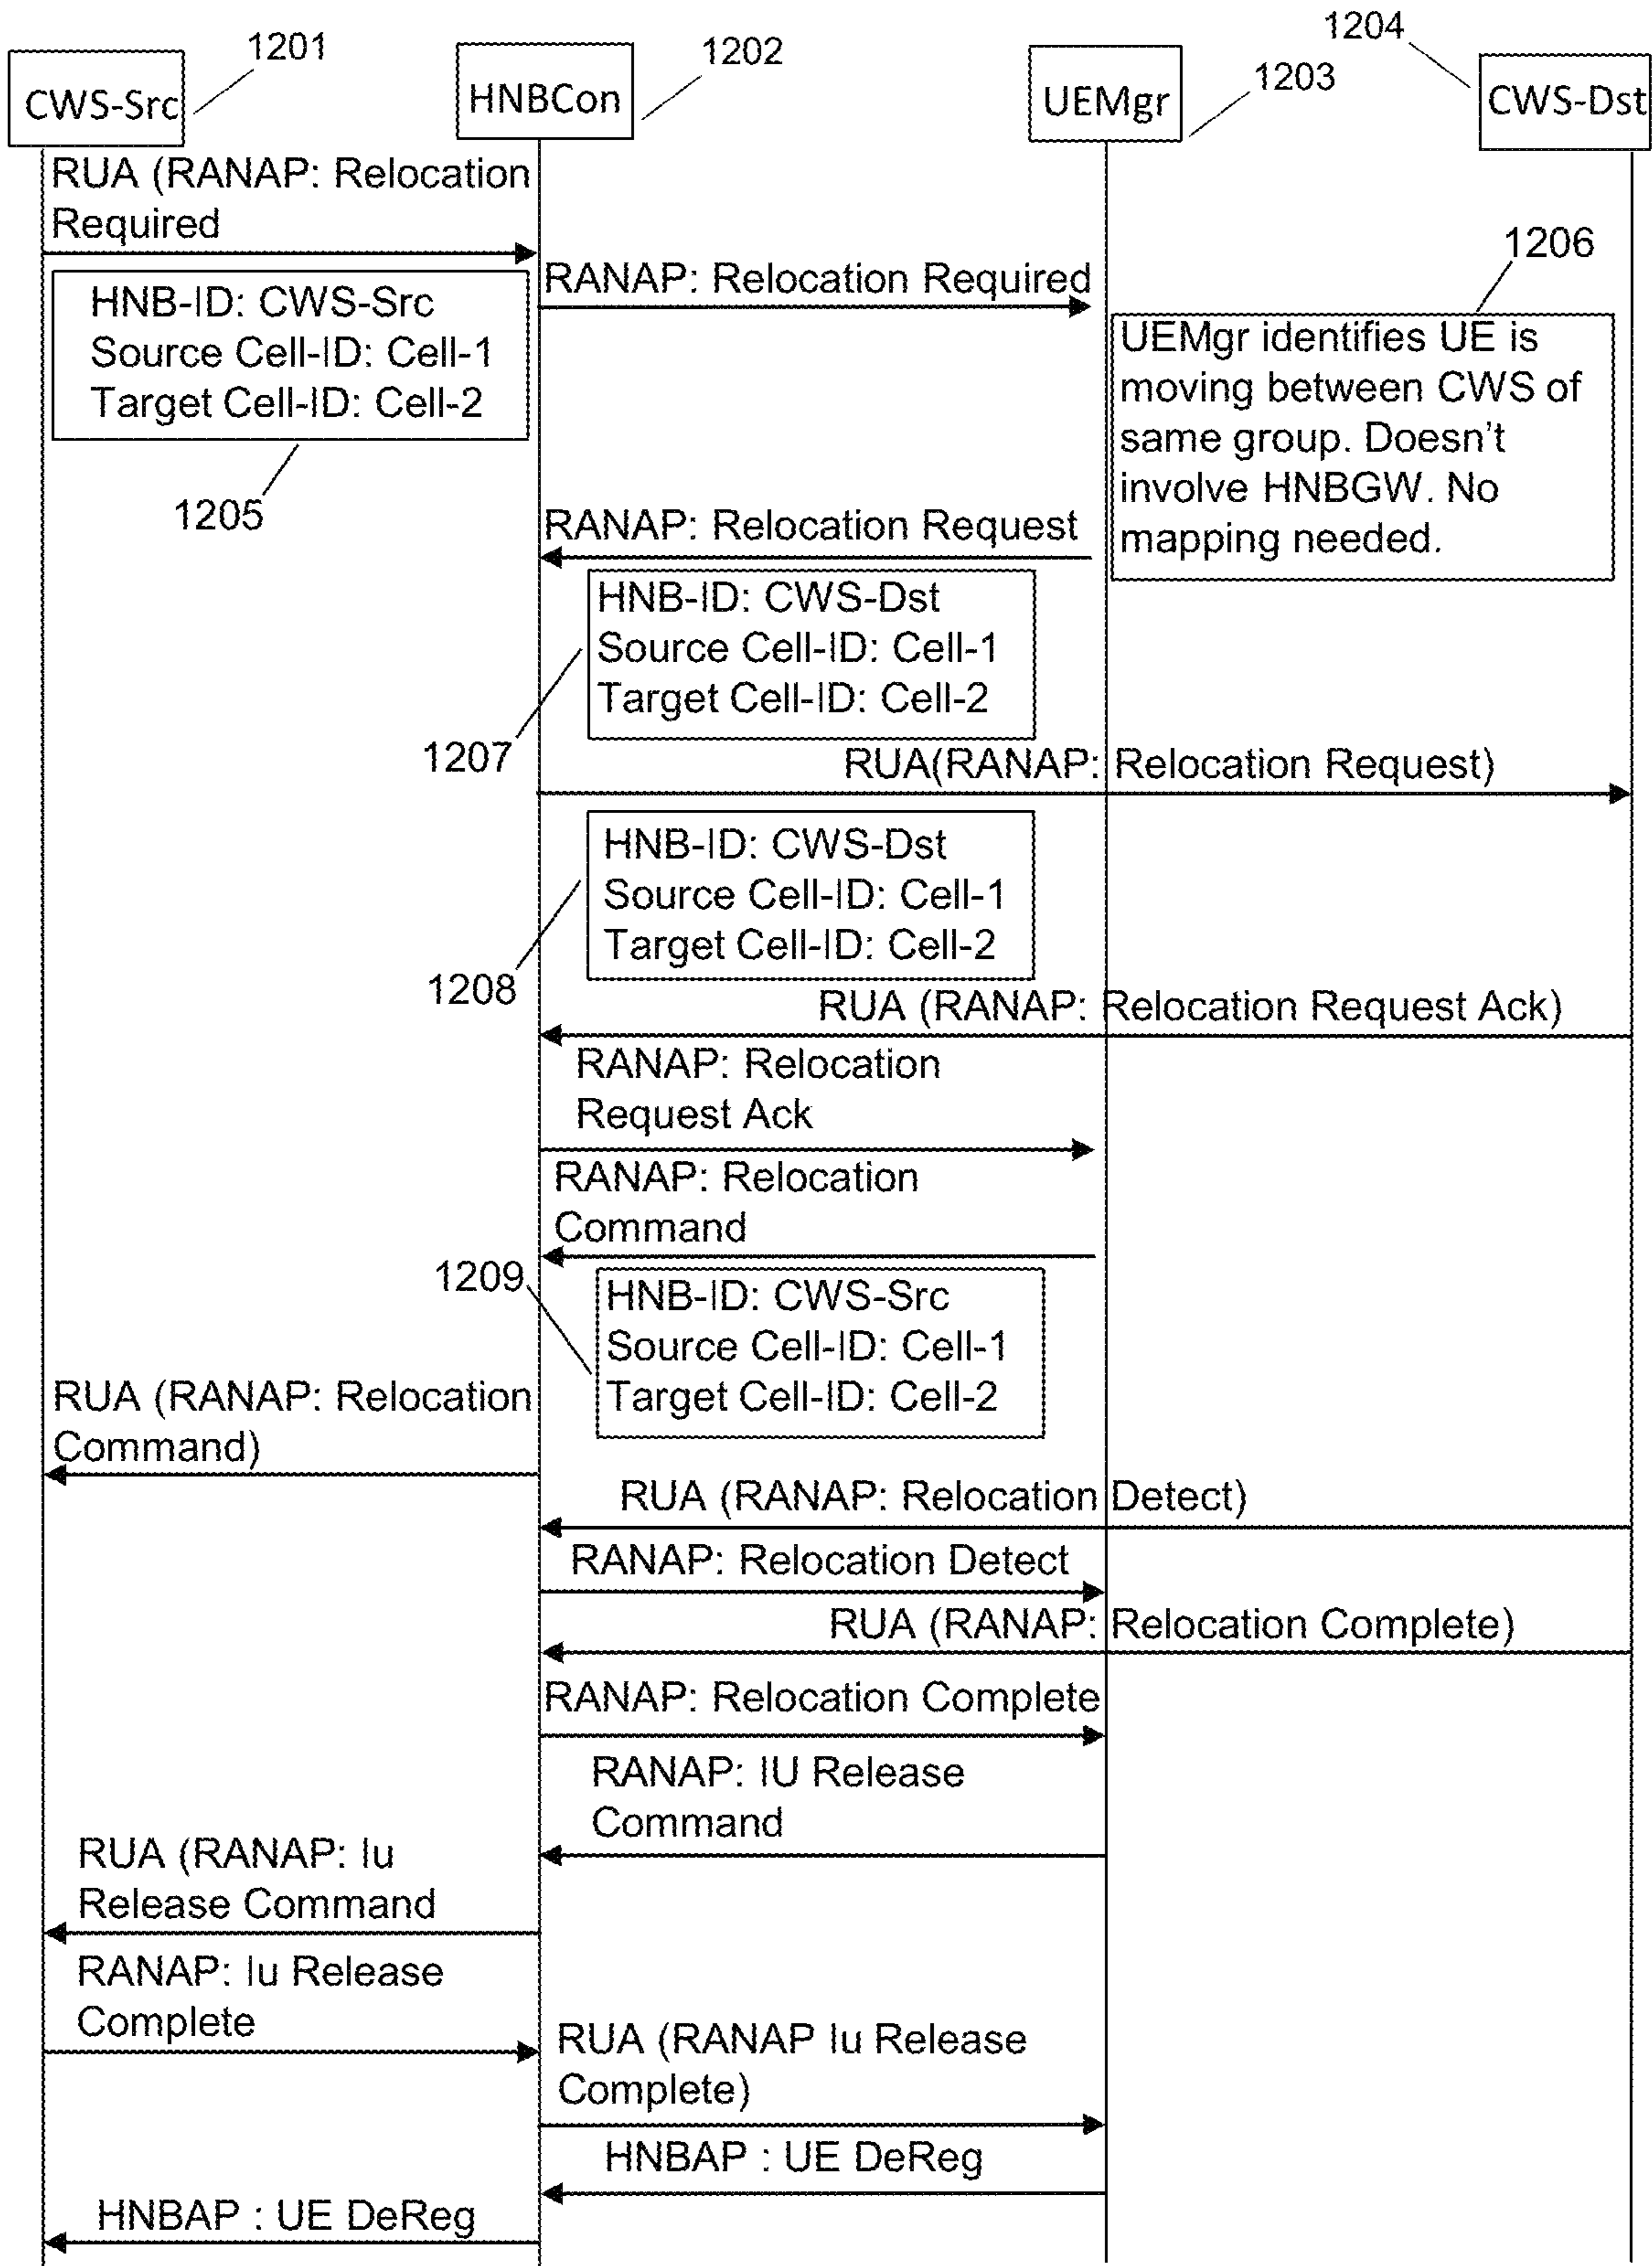 1201
1202
1203
1204
CWS-Src
HNBCon
UEMgr
CWS-Dst
RUA (RANAP: Relocation
Required
RANAP: Relocation Required
HNB-ID: CWS-Src
Source Cell-ID: Cell-1
Target Cell-ID: Cell-2
1205
1206
UEMgr identifies UE is
moving between CWS of
same group. Doesn't
involve HNBGW. No
mapping needed.
RANAP: Relocation Request
HNB-ID: CWS-Dst
Source Cell-ID: Cell-1
Target Cell-ID: Cell-2
1207
RUA(RANAP: Relocation Request)
HNB-ID: CWS-Dst
Source Cell-ID: Cell-1
Target Cell-ID: Cell-2
1208
RUA (RANAP: Relocation Request Ack)
RANAP: Relocation
Request Ack
RANAP: Relocation
Command
1209
HNB-ID: CWS-Src
Source Cell-ID: Cell-1
Target Cell-ID: Cell-2
RUA (RANAP: Relocation
Command)
RUA (RANAP: Relocation Detect)
RANAP: Relocation Detect
RUA (RANAP: Relocation Complete)
RANAP: Relocation Complete
RANAP: IU Release
Command
RUA (RANAP: Iu
Release Command
RANAP: Iu Release
Complete
RUA (RANAP Iu Release
Complete)
HNBAP : UE DeReg
HNBAP : UE DeReg